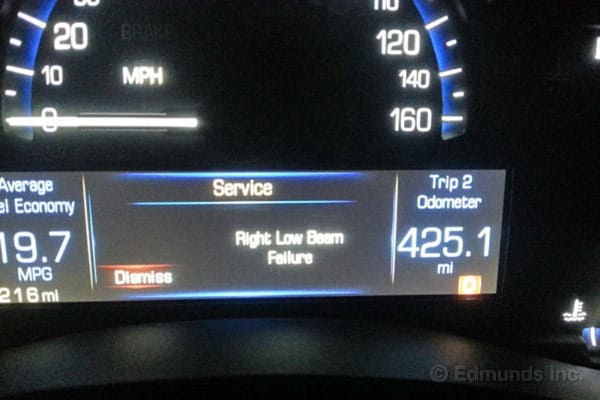 20
BRAKE
120
10
MPH
140
0
160
Average
el Economy
19.7
MPG
216 mi
Service
Right Low Beam
Failure
Dismiss
Trip 2
Odometer
425.1
mi
© Edmunds Inc.